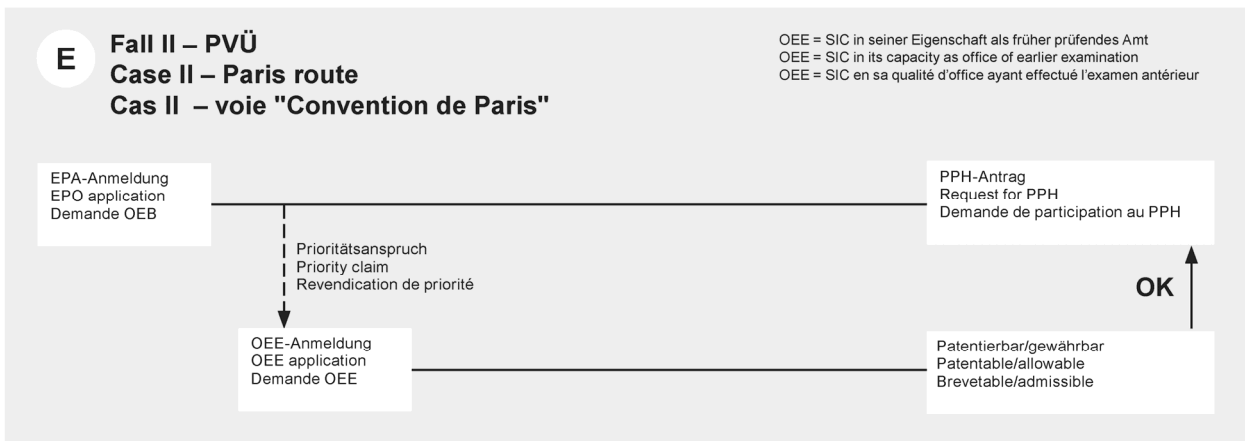 E
Fall II – PVÜ
Case II – Paris route
Cas II – voie "Convention de Paris"
OEE = SIC in seiner Eigenschaft als früher prüfendes Amt
OEE = SIC in its capacity as office of earlier examination
OEE = SIC en sa qualité d'office ayant effectué l'examen antérieur
EPA-Anmeldung
EPO application
Demande OEB
PPH-Antrag
Request for PPH
Demande de participation au PPH
Prioritätsanspruch
Priority claim
Revendication de priorité
OK
OEE-Anmeldung
OEE application
Demande OEE
Patentierbar/gewährbar
Patentable/allowable
Brevetable/admissible